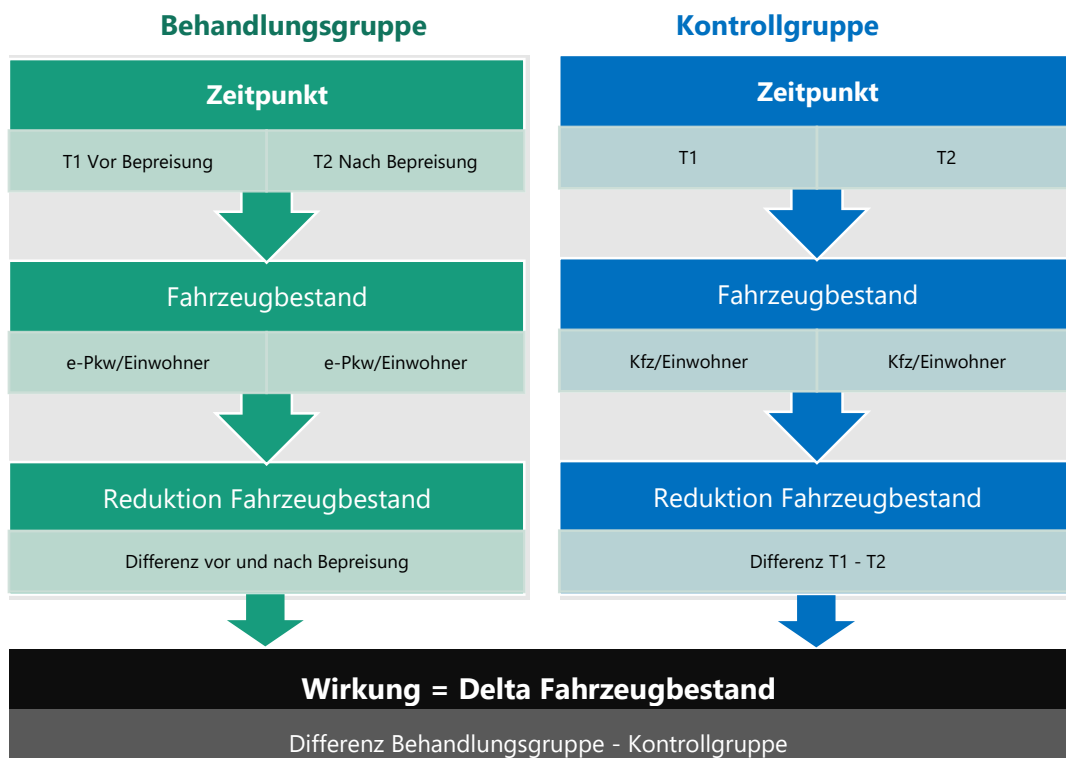 Behandlungsgruppe
Zeitpunkt
T1 Vor Bepreisung
T2 Nach Bepreisung
Fahrzeugbestand
e-Pkw/Einwohner
e-Pkw/Einwohner
Reduktion Fahrzeugbestand
Differenz vor und nach Bepreisung
Kontrollgruppe
Zeitpunkt
T1
T2
Fahrzeugbestand
Kfz/Einwohner
Kfz/Einwohner
Reduktion Fahrzeugbestand
Differenz T1 - T2
Wirkung = Delta Fahrzeugbestand
Differenz Behandlungsgruppe - Kontrollgruppe